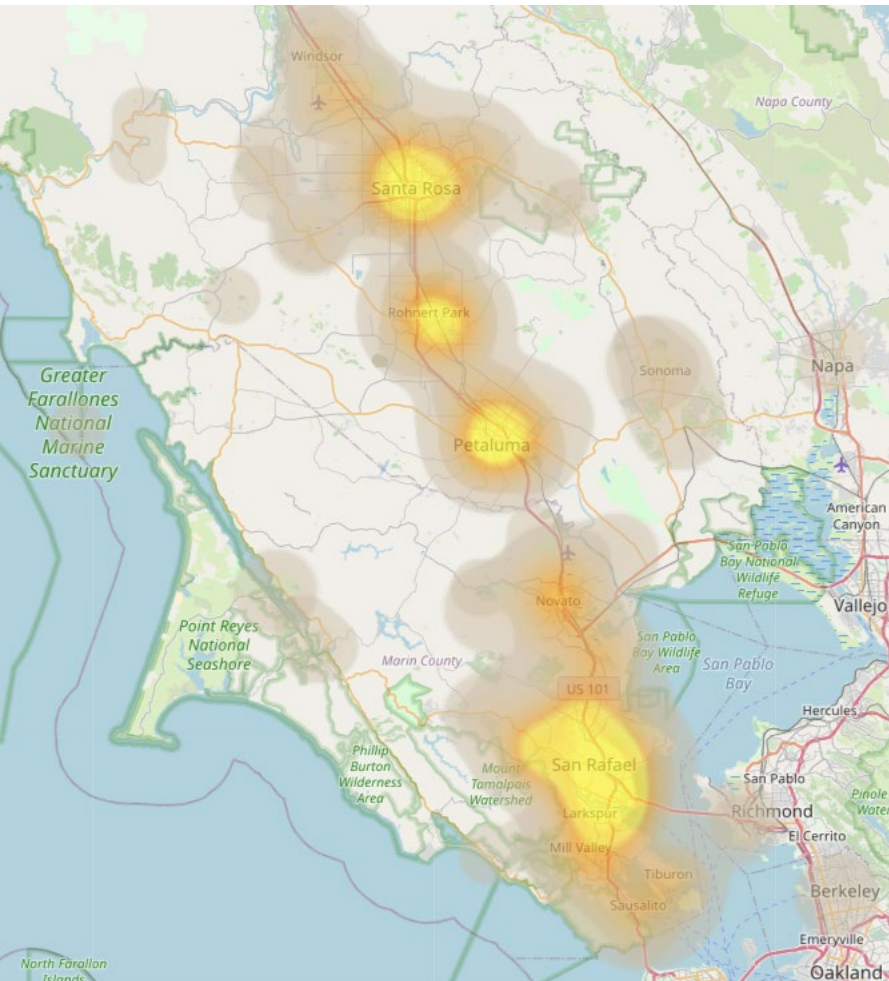 Windsor
Napa County
Santa Rosa
Rohnert Park
Sonoma
Napa
Greater
Farallones
National
Marine
Sanctuary
Petaluma
American
Canyon
San Pablo
Bay National
Wildlife
Refuge
Novato
Vallejo
Point Reyes
National
Seashore
Marin County
San Pablo
Bay Wildlife
Area
San Pablo
Bay
US 101
Hercules
Phillip
Burton
Wilderness
Area
Mount
Tamalpais
Watershed
San Rafael
San Pablo
Pinole
Water
Larkspur
Richmond
El Cerrito
Mill Valley
Tiburon
Sausalito
Berkeley
Emeryville
North Farallon
Islands
Oakland